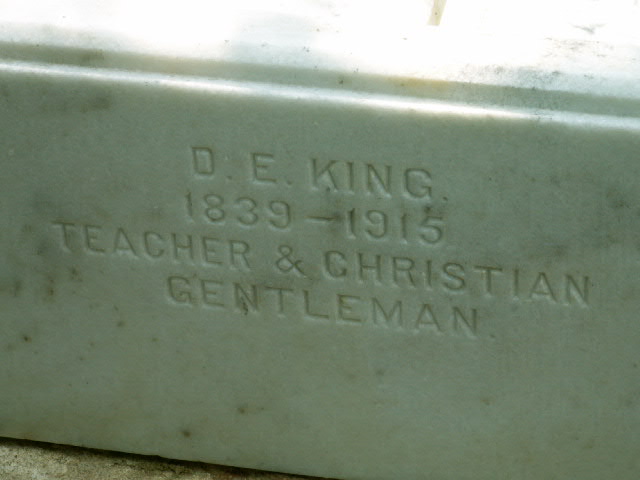 D. E. KING.
1839 – 1915
TEACHER & CHRISTIAN
GENTLEMAN